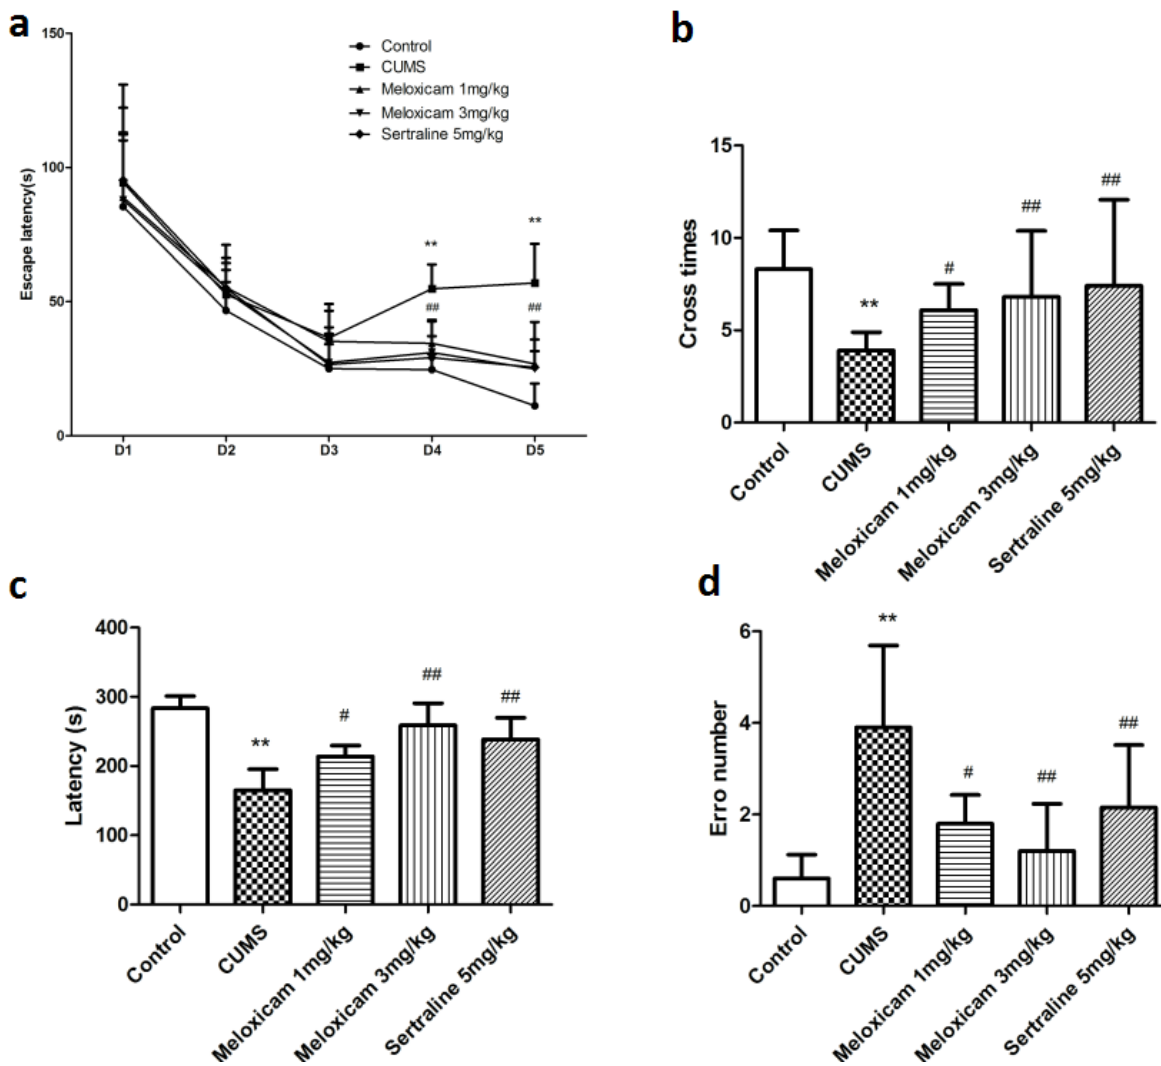 a
150
100
50
0
Escape latency(s)
D1 D2 D3 D4 D5
Control
CUMS
Meloxicam 1mg/kg
Meloxicam 3mg/kg
Sertraline 5mg/kg
** **
## ##
b
15
10
5
0
Cross times
** # ## ##
Control
CUMS
Meloxicam 1mg/kg
Meloxicam 3mg/kg
Sertraline 5mg/kg
c
400
300
200
100
0
Latency (s)
** # ## ##
Control
CUMS
Meloxicam 1mg/kg
Meloxicam 3mg/kg
Sertraline 5mg/kg
d
6
4
2
0
Erro number
** # ## ##
Control
CUMS
Meloxicam 1mg/kg
Meloxicam 3mg/kg
Sertraline 5mg/kg